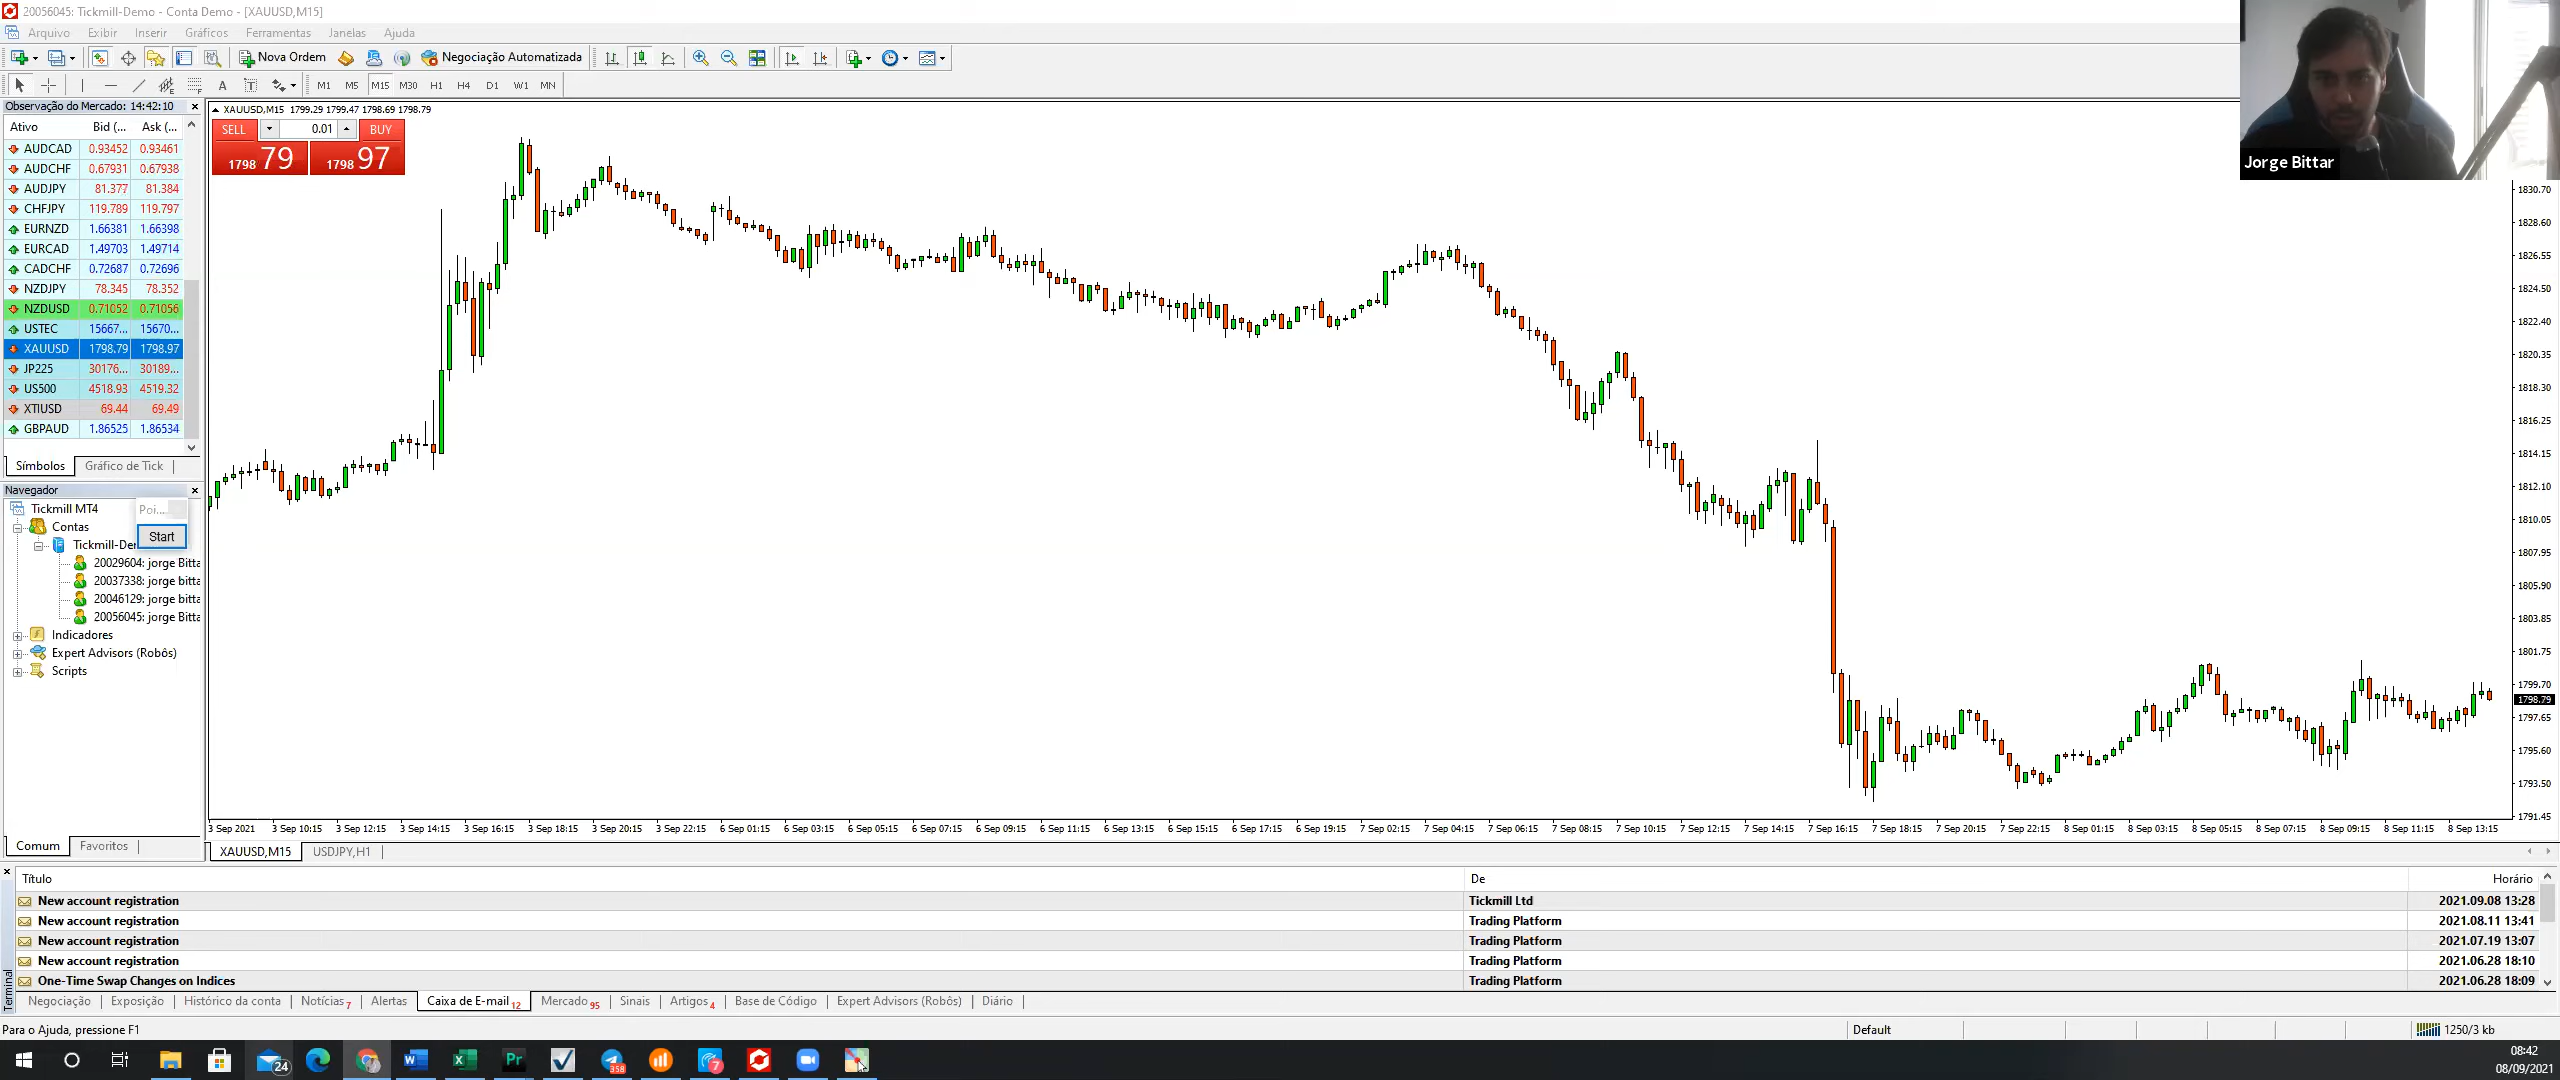 20056045: Tickmill-Demo - Conta Demo - [XAUUSD,M15]
Arquivo Exibir Inserir Gráficos Ferramentas Janelas Ajuda
Nova Ordem Negociação Automatizada
A T M1 M5 M15 M30 H1 H4 D1 W1 MN
Observação do Mercado: 14:42:10
Ativo Bid (... Ask (...
AUDCAD 0.93452 0.93461
AUDCHF 0.67931 0.67938
AUDJPY 81.377 81.384
CHFJPY 119.789 119.797
EURNZD 1.66381 1.66398
EURCAD 1.49703 1.49714
CADCHF 0.72687 0.72696
NZDJPY 78.345 78.352
NZDUSD 0.71052 0.71056
USTEC 15667... 15670...
XAUUSD 1798.79 1798.97
JP225 30176... 30189...
US500 4518.93 4519.32
XTIUSD 69.44 69.49
GBPAUD 1.86525 1.86534
Símbolos Gráfico de Tick
Navegador
Tickmill MT4
Poi...
Contas
Start
Tickmill-Der
20029604: jorge Bitta
20037338: jorge bitta
20046129: jorge bitta
20056045: jorge Bitta
Indicadores
Expert Advisors (Robôs)
Scripts
Comum Favoritos
XAUUSD,M15 1799.29 1799.47 1798.69 1798.79
SELL 0.01 BUY
1798 79 1798 97
Jorge Bittar
1830.70
1828.60
1826.55
1824.50
1822.40
1820.35
1818.30
1816.25
1814.15
1812.10
1810.05
1807.95
1805.90
1803.85
1801.75
1799.70
1798.79
1797.65
1795.60
1793.50
1791.45
3 Sep 2021 3 Sep 10:15 3 Sep 12:15 3 Sep 14:15 3 Sep 16:15 3 Sep 18:15 3 Sep 20:15 3 Sep 22:15 6 Sep 01:15 6 Sep 03:15 6 Sep 05:15 6 Sep 07:15 6 Sep 09:15 6 Sep 11:15 6 Sep 13:15 6 Sep 15:15 6 Sep 17:15 6 Sep 19:15 7 Sep 02:15 7 Sep 04:15 7 Sep 06:15 7 Sep 08:15 7 Sep 10:15 7 Sep 12:15 7 Sep 14:15 7 Sep 16:15 7 Sep 18:15 7 Sep 20:15 7 Sep 22:15 8 Sep 01:15 8 Sep 03:15 8 Sep 05:15 8 Sep 07:15 8 Sep 09:15 8 Sep 11:15 8 Sep 13:15
XAUUSD,M15 USDJPY,H1
Título De Horário
New account registration Tickmill Ltd 2021.09.08 13:28
New account registration Trading Platform 2021.08.11 13:41
New account registration Trading Platform 2021.07.19 13:07
New account registration Trading Platform 2021.06.28 18:10
One-Time Swap Changes on Indices Trading Platform 2021.06.28 18:09
Terminal
Negociação Exposição Histórico da conta Notícias 7 Alertas Caixa de E-mail 12 Mercado 95 Sinais Artigos 4 Base de Código Expert Advisors (Robôs) Diário
Para o Ajuda, pressione F1 Default 1250/3 kb
24 W X Pr 358 7
08:42
08/09/2021